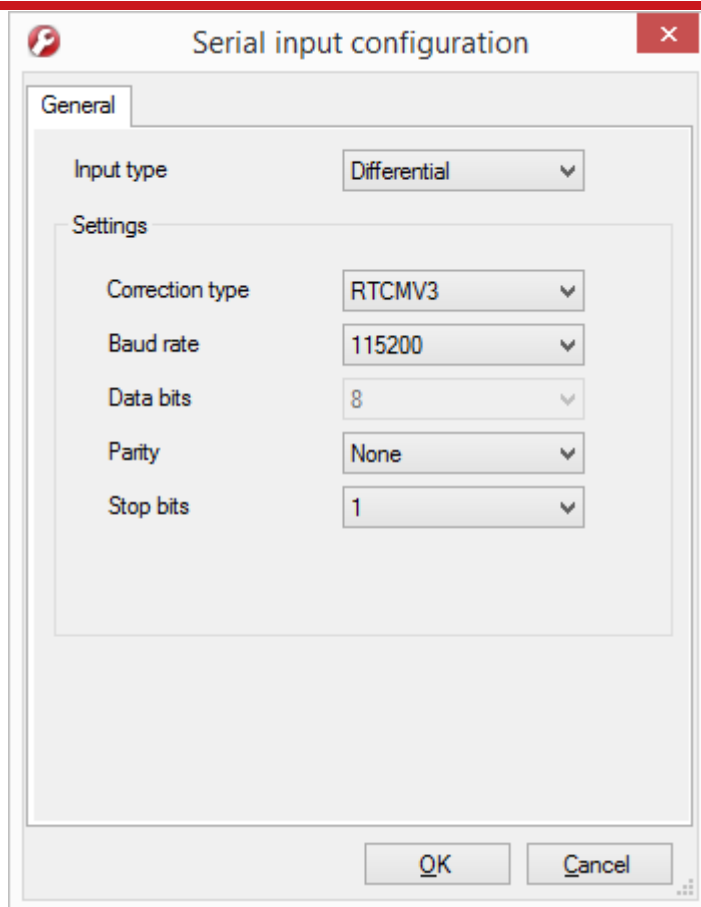 Serial input configuration
General
Input type Differential
Settings
Correction type RTCMV3
Baud rate 115200
Data bits 8
Parity None
Stop bits 1
OK Cancel